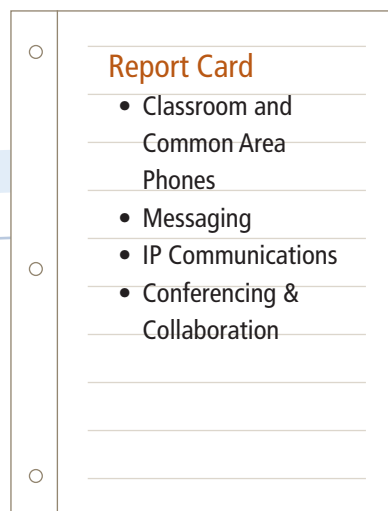 Report Card
• Classroom and
Common Area
Phones
• Messaging
• IP Communications
• Conferencing &
Collaboration